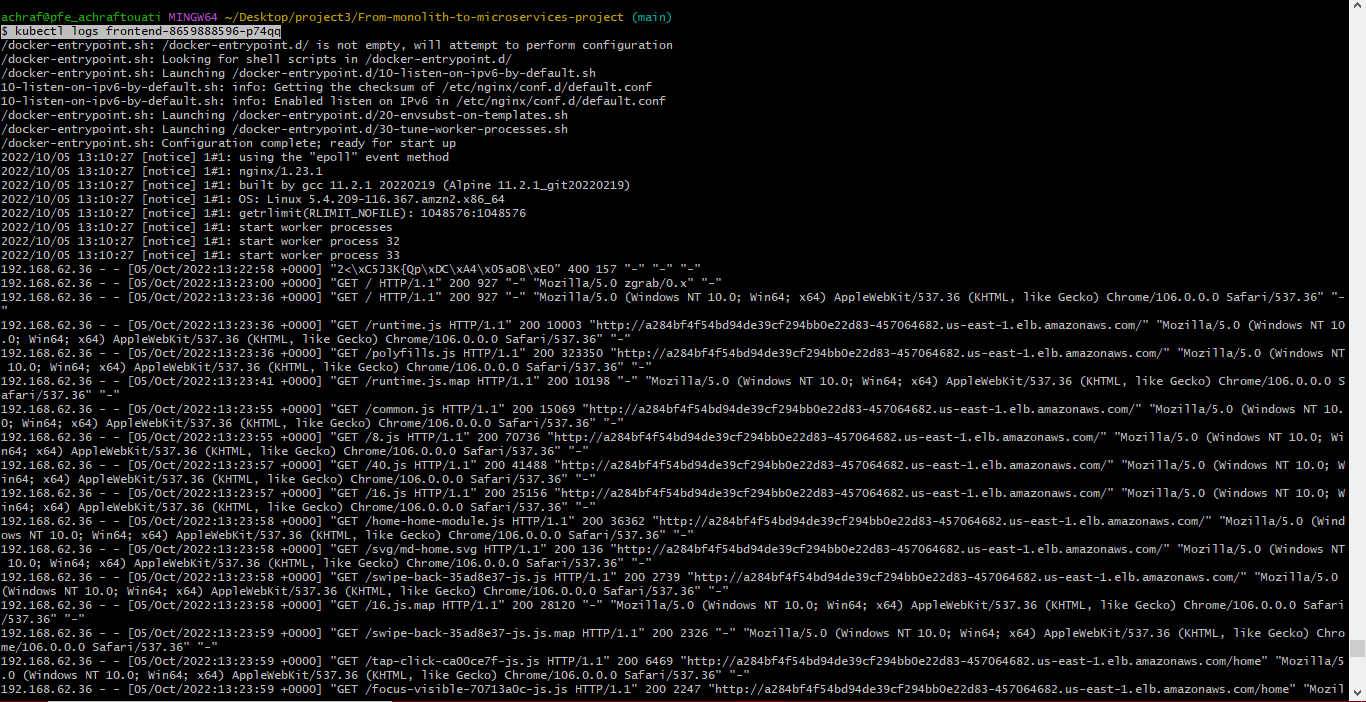 achraf@pfe_achraftouati MINGW64 ~/Desktop/project3/From-monolith-to-microservices-project (main)
$ kubectl logs frontend-8659888596-p74qq
/docker-entrypoint.sh: /docker-entrypoint.d/ is not empty, will attempt to perform configuration
/docker-entrypoint.sh: Looking for shell scripts in /docker-entrypoint.d/
/docker-entrypoint.sh: Launching /docker-entrypoint.d/10-listen-on-ipv6-by-default.sh
10-listen-on-ipv6-by-default.sh: info: Getting the checksum of /etc/nginx/conf.d/default.conf
10-listen-on-ipv6-by-default.sh: info: Enabled listen on IPv6 in /etc/nginx/conf.d/default.conf
/docker-entrypoint.sh: Launching /docker-entrypoint.d/20-envsubst-on-templates.sh
/docker-entrypoint.sh: Launching /docker-entrypoint.d/30-tune-worker-processes.sh
/docker-entrypoint.sh: Configuration complete; ready for start up
2022/10/05 13:10:27 [notice] 1#1: using the "epoll" event method
2022/10/05 13:10:27 [notice] 1#1: nginx/1.23.1
2022/10/05 13:10:27 [notice] 1#1: built by gcc 11.2.1 20220219 (Alpine 11.2.1_git20220219)
2022/10/05 13:10:27 [notice] 1#1: OS: Linux 5.4.209-116.367.amzn2.x86_64
2022/10/05 13:10:27 [notice] 1#1: getrlimit(RLIMIT_NOFILE): 1048576:1048576
2022/10/05 13:10:27 [notice] 1#1: start worker processes
2022/10/05 13:10:27 [notice] 1#1: start worker process 32
2022/10/05 13:10:27 [notice] 1#1: start worker process 33
192.168.62.36 - - [05/Oct/2022:13:22:58 +0000] "2<\xC5J3K{Qp\xDC\xA4\x05aOB\xE0" 400 157 "-" "-" "-"
192.168.62.36 - - [05/Oct/2022:13:23:00 +0000] "GET / HTTP/1.1" 200 927 "-" "Mozilla/5.0 zgrab/0.x" "-"
192.168.62.36 - - [05/Oct/2022:13:23:36 +0000] "GET / HTTP/1.1" 200 927 "-" "Mozilla/5.0 (Windows NT 10.0; Win64; x64) AppleWebKit/537.36 (KHTML, like Gecko) Chrome/106.0.0.0 Safari/537.36" "-
"
192.168.62.36 - - [05/Oct/2022:13:23:36 +0000] "GET /runtime.js HTTP/1.1" 200 10003 "http://a284bf4f54bd94de39cf294bb0e22d83-457064682.us-east-1.elb.amazonaws.com/" "Mozilla/5.0 (Windows NT 10
.0; Win64; x64) AppleWebKit/537.36 (KHTML, like Gecko) Chrome/106.0.0.0 Safari/537.36" "-"
192.168.62.36 - - [05/Oct/2022:13:23:36 +0000] "GET /polyfills.js HTTP/1.1" 200 323350 "http://a284bf4f54bd94de39cf294bb0e22d83-457064682.us-east-1.elb.amazonaws.com/" "Mozilla/5.0 (Windows NT
 10.0; Win64; x64) AppleWebKit/537.36 (KHTML, like Gecko) Chrome/106.0.0.0 Safari/537.36" "-"
192.168.62.36 - - [05/Oct/2022:13:23:41 +0000] "GET /runtime.js.map HTTP/1.1" 200 10198 "-" "Mozilla/5.0 (Windows NT 10.0; Win64; x64) AppleWebKit/537.36 (KHTML, like Gecko) Chrome/106.0.0.0 S
afari/537.36" "-"
192.168.62.36 - - [05/Oct/2022:13:23:55 +0000] "GET /common.js HTTP/1.1" 200 15069 "http://a284bf4f54bd94de39cf294bb0e22d83-457064682.us-east-1.elb.amazonaws.com/" "Mozilla/5.0 (Windows NT 10.
0; Win64; x64) AppleWebKit/537.36 (KHTML, like Gecko) Chrome/106.0.0.0 Safari/537.36" "-"
192.168.62.36 - - [05/Oct/2022:13:23:55 +0000] "GET /8.js HTTP/1.1" 200 70736 "http://a284bf4f54bd94de39cf294bb0e22d83-457064682.us-east-1.elb.amazonaws.com/" "Mozilla/5.0 (Windows NT 10.0; Wi
n64; x64) AppleWebKit/537.36 (KHTML, like Gecko) Chrome/106.0.0.0 Safari/537.36" "-"
192.168.62.36 - - [05/Oct/2022:13:23:57 +0000] "GET /40.js HTTP/1.1" 200 41488 "http://a284bf4f54bd94de39cf294bb0e22d83-457064682.us-east-1.elb.amazonaws.com/" "Mozilla/5.0 (Windows NT 10.0; W
in64; x64) AppleWebKit/537.36 (KHTML, like Gecko) Chrome/106.0.0.0 Safari/537.36" "-"
192.168.62.36 - - [05/Oct/2022:13:23:57 +0000] "GET /16.js HTTP/1.1" 200 25156 "http://a284bf4f54bd94de39cf294bb0e22d83-457064682.us-east-1.elb.amazonaws.com/" "Mozilla/5.0 (Windows NT 10.0; W
in64; x64) AppleWebKit/537.36 (KHTML, like Gecko) Chrome/106.0.0.0 Safari/537.36" "-"
192.168.62.36 - - [05/Oct/2022:13:23:58 +0000] "GET /home-home-module.js HTTP/1.1" 200 36362 "http://a284bf4f54bd94de39cf294bb0e22d83-457064682.us-east-1.elb.amazonaws.com/" "Mozilla/5.0 (Wind
ows NT 10.0; Win64; x64) AppleWebKit/537.36 (KHTML, like Gecko) Chrome/106.0.0.0 Safari/537.36" "-"
192.168.62.36 - - [05/Oct/2022:13:23:58 +0000] "GET /svg/md-home.svg HTTP/1.1" 200 136 "http://a284bf4f54bd94de39cf294bb0e22d83-457064682.us-east-1.elb.amazonaws.com/" "Mozilla/5.0 (Windows NT
 10.0; Win64; x64) AppleWebKit/537.36 (KHTML, like Gecko) Chrome/106.0.0.0 Safari/537.36" "-"
192.168.62.36 - - [05/Oct/2022:13:23:58 +0000] "GET /swipe-back-35ad8e37-js.js HTTP/1.1" 200 2739 "http://a284bf4f54bd94de39cf294bb0e22d83-457064682.us-east-1.elb.amazonaws.com/" "Mozilla/5.0
(Windows NT 10.0; Win64; x64) AppleWebKit/537.36 (KHTML, like Gecko) Chrome/106.0.0.0 Safari/537.36" "-"
192.168.62.36 - - [05/Oct/2022:13:23:58 +0000] "GET /16.js.map HTTP/1.1" 200 28120 "-" "Mozilla/5.0 (Windows NT 10.0; Win64; x64) AppleWebKit/537.36 (KHTML, like Gecko) Chrome/106.0.0.0 Safari
/537.36" "-"
192.168.62.36 - - [05/Oct/2022:13:23:59 +0000] "GET /swipe-back-35ad8e37-js.js.map HTTP/1.1" 200 2326 "-" "Mozilla/5.0 (Windows NT 10.0; Win64; x64) AppleWebKit/537.36 (KHTML, like Gecko) Chro
me/106.0.0.0 Safari/537.36" "-"
192.168.62.36 - - [05/Oct/2022:13:23:59 +0000] "GET /tap-click-ca00ce7f-js.js HTTP/1.1" 200 6469 "http://a284bf4f54bd94de39cf294bb0e22d83-457064682.us-east-1.elb.amazonaws.com/home" "Mozilla/5
.0 (Windows NT 10.0; Win64; x64) AppleWebKit/537.36 (KHTML, like Gecko) Chrome/106.0.0.0 Safari/537.36" "-"
192.168.62.36 - - [05/Oct/2022:13:23:59 +0000] "GET /focus-visible-70713a0c-js.js HTTP/1.1" 200 2247 "http://a284bf4f54bd94de39cf294bb0e22d83-457064682.us-east-1.elb.amazonaws.com/home" "Mozil